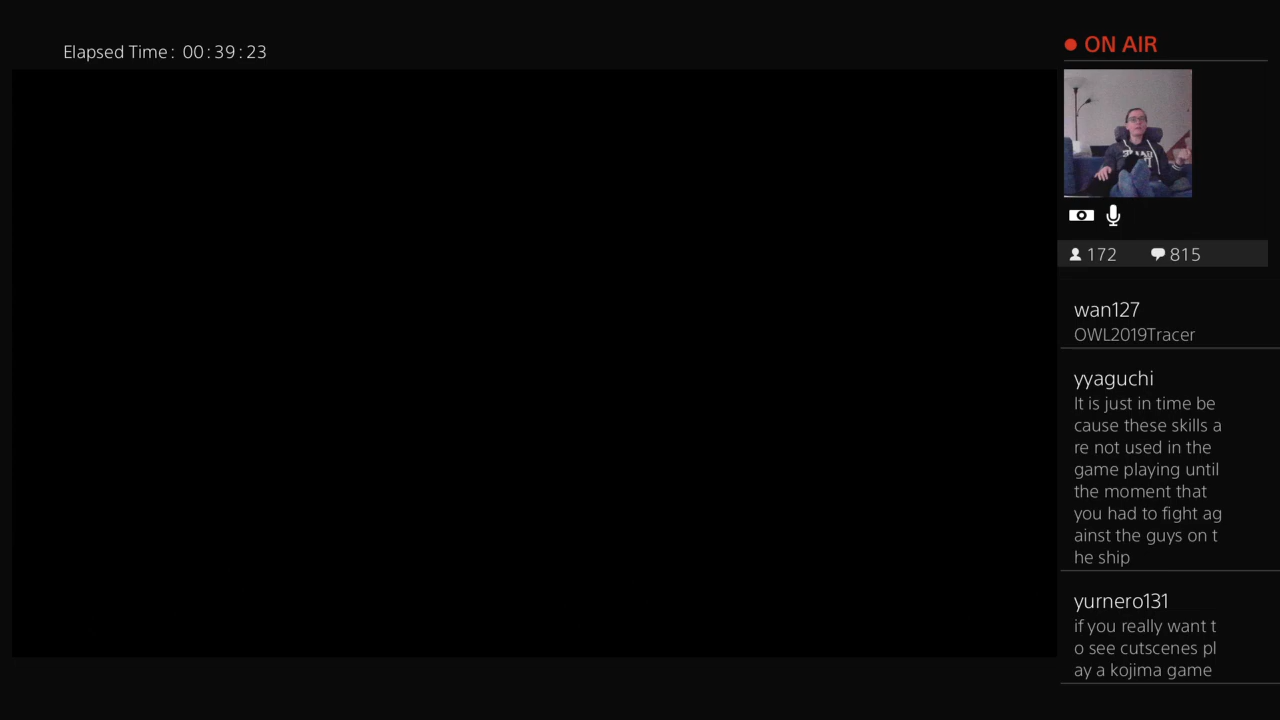 Elapsed Time: 00:39:23
ON AIR
172 815
wan127
OWL2019Tracer
yyaguchi
It is just in time be
cause these skills a
re not used in the
game playing until
the moment that
you had to fight ag
ainst the guys on t
he ship
yurnero131
if you really want t
o see cutscenes pl
ay a kojima game